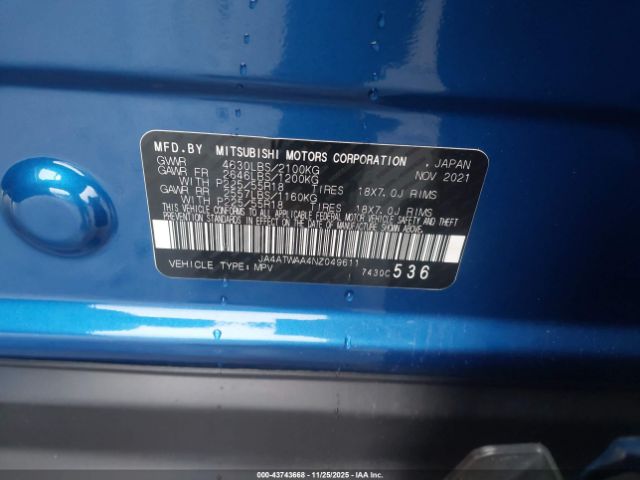 MFD.BY MITSUBISHI MOTORS CORPORATION , JAPAN
GVWR 4630LBS/2100KG NOV 2021
GAWR FR 2646LBS/1200KG
WITH P225/55R18 TIRES 18X7.0J RIMS
GAWR RR 2557LBS/1160KG
WITH P225/55R18 TIRES 18X7.0J RIMS
THIS VEHICLE CONFORMS TO ALL APPLICABLE FEDERAL MOTOR VEHICLE SAFETY AND THEFT
PREVENTION STANDARDS IN EFFECT ON THE DATE OF MANUFACTURE SHOWN ABOVE.
JA4ATWAA4NZ049611
VEHICLE TYPE: MPV 7430C 536
000-43743668 - 11/25/2025 - IAAI.COM